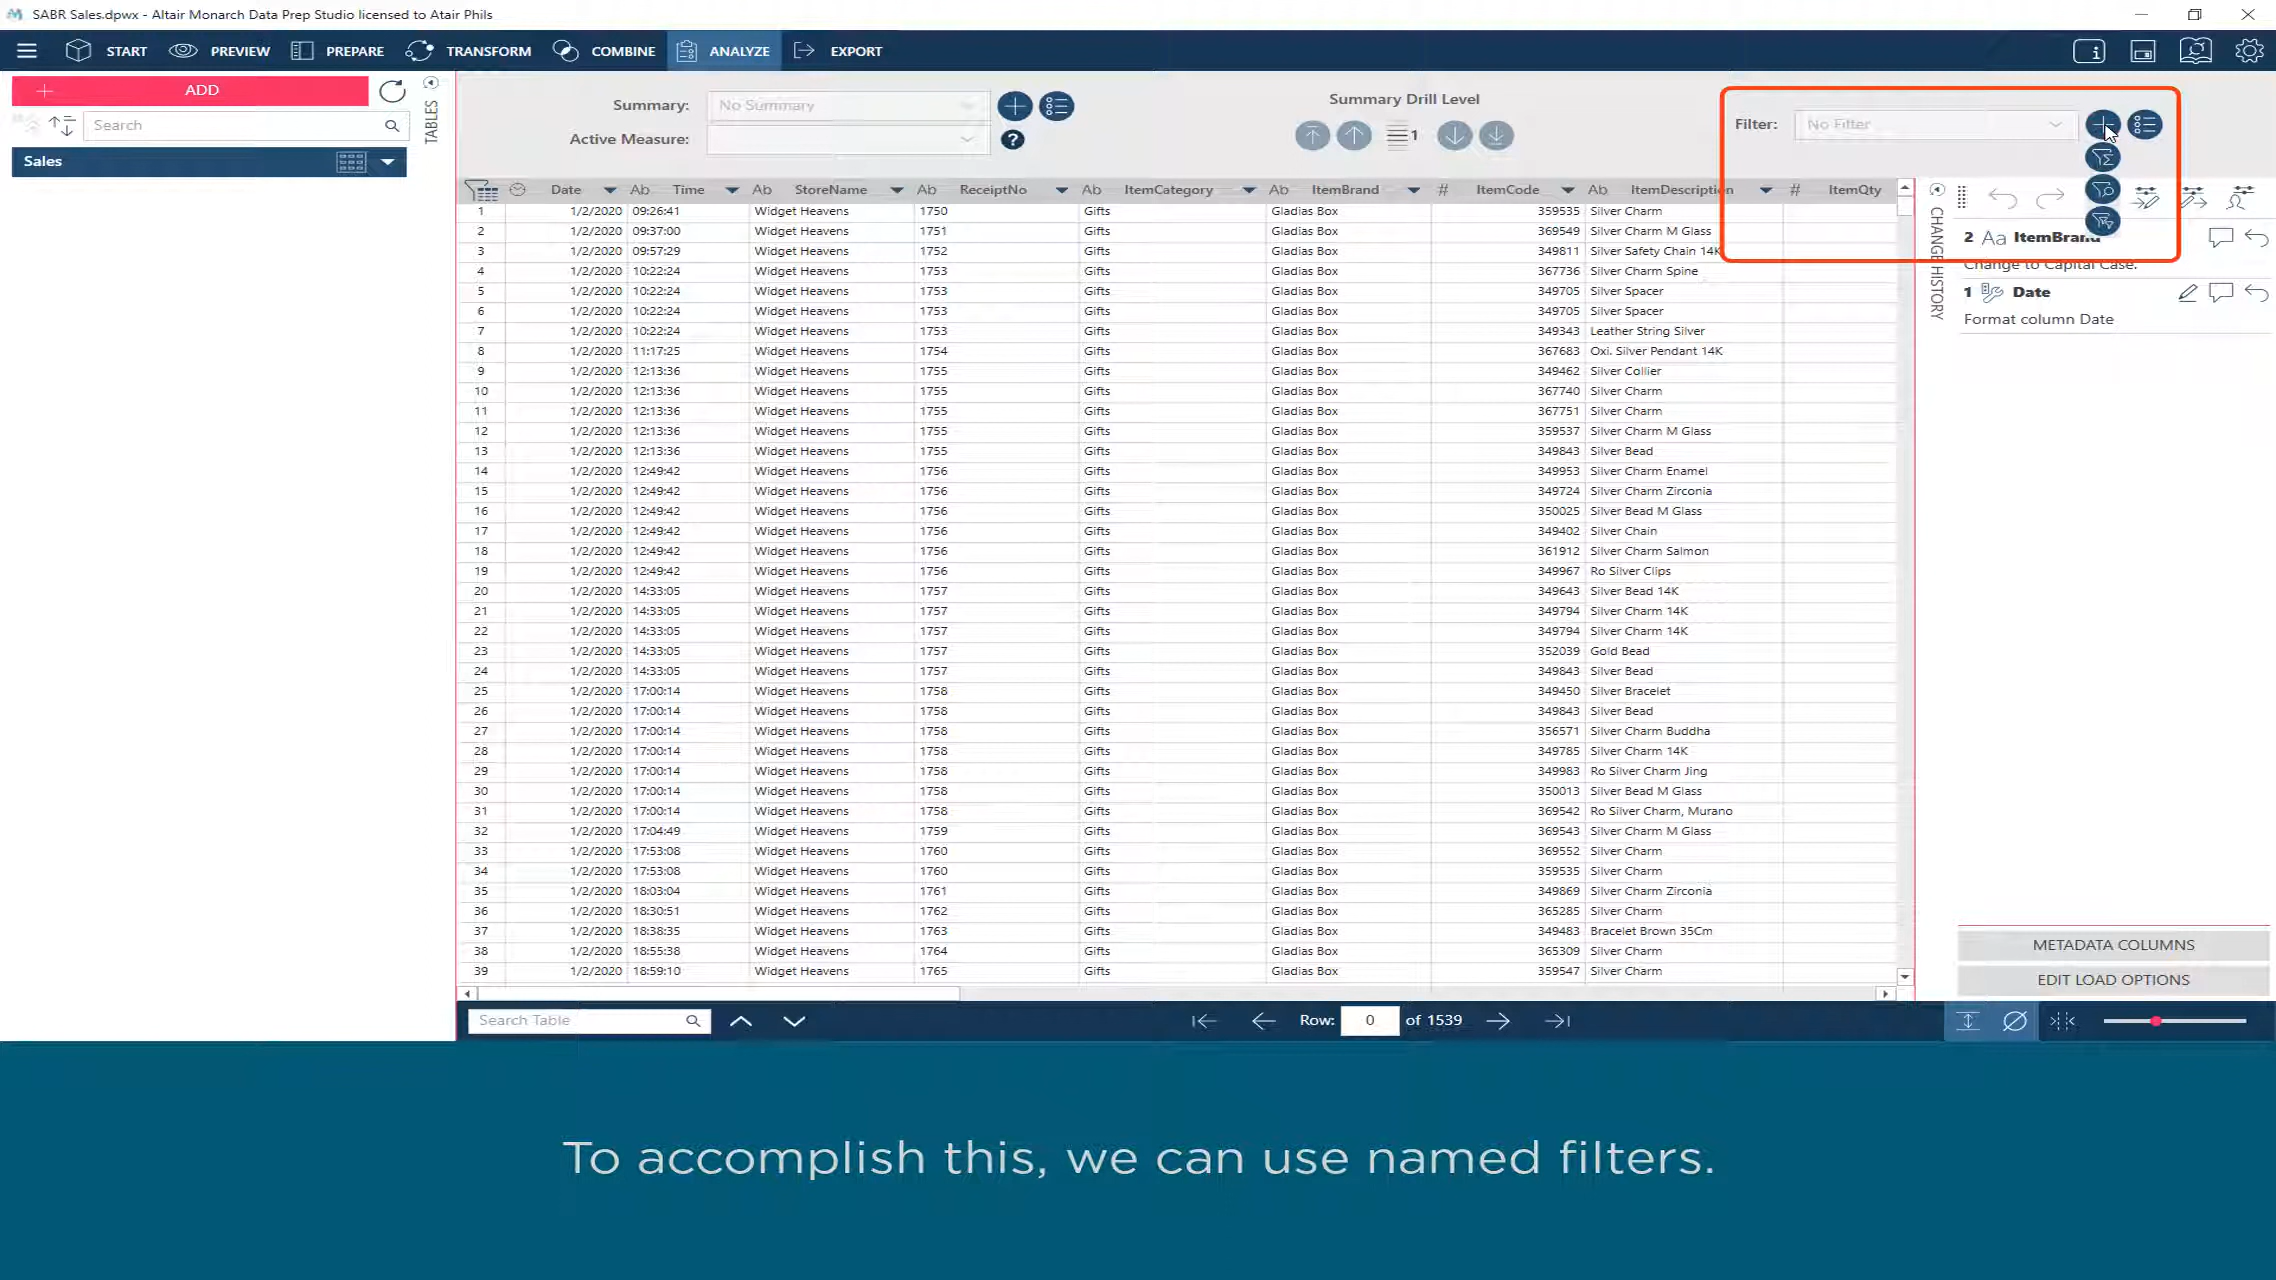 SABR Sales.dpwx - Altair Monarch Data Prep Studio licensed to Atair Phils
START PREVIEW PREPARE TRANSFORM COMBINE ANALYZE EXPORT
ADD
Search
TABLES
Sales
Summary: No Summary
Active Measure:
Summary Drill Level
1
Filter: No Filter
Date Ab Time Ab StoreName Ab ReceiptNo Ab ItemCategory Ab ItemBrand # ItemCode Ab ItemDescription # ItemQty
1 1/2/2020 09:26:41 Widget Heavens 1750 Gifts Gladias Box 359535 Silver Charm
2 1/2/2020 09:37:00 Widget Heavens 1751 Gifts Gladias Box 369549 Silver Charm M Glass
3 1/2/2020 09:57:29 Widget Heavens 1752 Gifts Gladias Box 349811 Silver Safety Chain 14K
4 1/2/2020 10:22:24 Widget Heavens 1753 Gifts Gladias Box 367736 Silver Charm Spine
5 1/2/2020 10:22:24 Widget Heavens 1753 Gifts Gladias Box 349705 Silver Spacer
6 1/2/2020 10:22:24 Widget Heavens 1753 Gifts Gladias Box 349705 Silver Spacer
7 1/2/2020 10:22:24 Widget Heavens 1753 Gifts Gladias Box 349343 Leather String Silver
8 1/2/2020 11:17:25 Widget Heavens 1754 Gifts Gladias Box 367683 Oxi. Silver Pendant 14K
9 1/2/2020 12:13:36 Widget Heavens 1755 Gifts Gladias Box 349462 Silver Collier
10 1/2/2020 12:13:36 Widget Heavens 1755 Gifts Gladias Box 367740 Silver Charm
11 1/2/2020 12:13:36 Widget Heavens 1755 Gifts Gladias Box 367751 Silver Charm
12 1/2/2020 12:13:36 Widget Heavens 1755 Gifts Gladias Box 359537 Silver Charm M Glass
13 1/2/2020 12:13:36 Widget Heavens 1755 Gifts Gladias Box 349843 Silver Bead
14 1/2/2020 12:49:42 Widget Heavens 1756 Gifts Gladias Box 349953 Silver Charm Enamel
15 1/2/2020 12:49:42 Widget Heavens 1756 Gifts Gladias Box 349724 Silver Charm Zirconia
16 1/2/2020 12:49:42 Widget Heavens 1756 Gifts Gladias Box 350025 Silver Bead M Glass
17 1/2/2020 12:49:42 Widget Heavens 1756 Gifts Gladias Box 349402 Silver Chain
18 1/2/2020 12:49:42 Widget Heavens 1756 Gifts Gladias Box 361912 Silver Charm Salmon
19 1/2/2020 12:49:42 Widget Heavens 1756 Gifts Gladias Box 349967 Ro Silver Clips
20 1/2/2020 14:33:05 Widget Heavens 1757 Gifts Gladias Box 349643 Silver Bead 14K
21 1/2/2020 14:33:05 Widget Heavens 1757 Gifts Gladias Box 349794 Silver Charm 14K
22 1/2/2020 14:33:05 Widget Heavens 1757 Gifts Gladias Box 349794 Silver Charm 14K
23 1/2/2020 14:33:05 Widget Heavens 1757 Gifts Gladias Box 352039 Gold Bead
24 1/2/2020 14:33:05 Widget Heavens 1757 Gifts Gladias Box 349843 Silver Bead
25 1/2/2020 17:00:14 Widget Heavens 1758 Gifts Gladias Box 349450 Silver Bracelet
26 1/2/2020 17:00:14 Widget Heavens 1758 Gifts Gladias Box 349843 Silver Bead
27 1/2/2020 17:00:14 Widget Heavens 1758 Gifts Gladias Box 356571 Silver Charm Buddha
28 1/2/2020 17:00:14 Widget Heavens 1758 Gifts Gladias Box 349785 Silver Charm 14K
29 1/2/2020 17:00:14 Widget Heavens 1758 Gifts Gladias Box 349983 Ro Silver Charm Jing
30 1/2/2020 17:00:14 Widget Heavens 1758 Gifts Gladias Box 350013 Silver Bead M Glass
31 1/2/2020 17:00:14 Widget Heavens 1758 Gifts Gladias Box 369542 Ro Silver Charm, Murano
32 1/2/2020 17:04:49 Widget Heavens 1759 Gifts Gladias Box 369543 Silver Charm M Glass
33 1/2/2020 17:53:08 Widget Heavens 1760 Gifts Gladias Box 369552 Silver Charm
34 1/2/2020 17:53:08 Widget Heavens 1760 Gifts Gladias Box 359535 Silver Charm
35 1/2/2020 18:03:04 Widget Heavens 1761 Gifts Gladias Box 349869 Silver Charm Zirconia
36 1/2/2020 18:30:51 Widget Heavens 1762 Gifts Gladias Box 365285 Silver Charm
37 1/2/2020 18:38:35 Widget Heavens 1763 Gifts Gladias Box 349483 Bracelet Brown 35Cm
38 1/2/2020 18:55:38 Widget Heavens 1764 Gifts Gladias Box 365309 Silver Charm
39 1/2/2020 18:59:10 Widget Heavens 1765 Gifts Gladias Box 359547 Silver Charm
CHANGE HISTORY
2 Aa ItemBrand
Change to Capital Case.
1 Date
Format column Date
METADATA COLUMNS
EDIT LOAD OPTIONS
Search Table
Row: 0 of 1539
To accomplish this, we can use named filters.